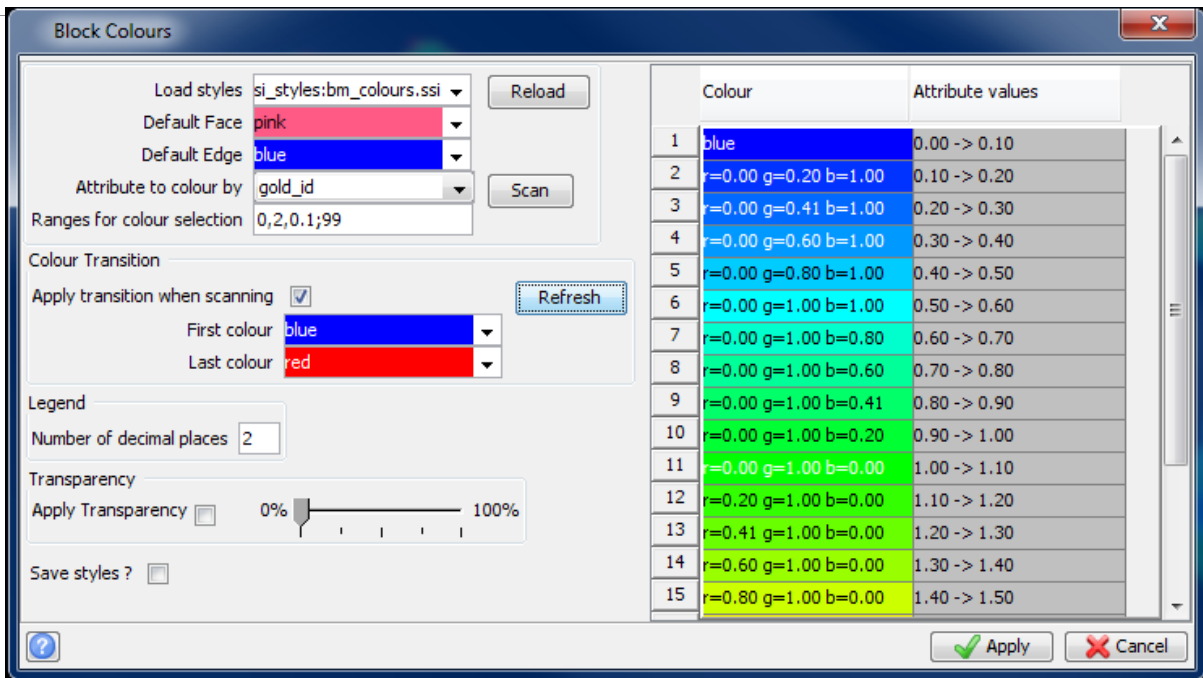 Block Colours
Load styles si_styles:bm_colours.ssi Reload
Default Face pink
Default Edge blue
Attribute to colour by gold_id Scan
Ranges for colour selection 0,2,0.1;99
Colour Transition
Apply transition when scanning Refresh
First colour blue
Last colour red
Legend
Number of decimal places 2
Transparency
Apply Transparency 0% 100%
Save styles ?
Colour Attribute values
1 blue 0.00 -> 0.10
2 r=0.00 g=0.20 b=1.00 0.10 -> 0.20
3 r=0.00 g=0.41 b=1.00 0.20 -> 0.30
4 r=0.00 g=0.60 b=1.00 0.30 -> 0.40
5 r=0.00 g=0.80 b=1.00 0.40 -> 0.50
6 r=0.00 g=1.00 b=1.00 0.50 -> 0.60
7 r=0.00 g=1.00 b=0.80 0.60 -> 0.70
8 r=0.00 g=1.00 b=0.60 0.70 -> 0.80
9 r=0.00 g=1.00 b=0.41 0.80 -> 0.90
10 r=0.00 g=1.00 b=0.20 0.90 -> 1.00
11 r=0.00 g=1.00 b=0.00 1.00 -> 1.10
12 r=0.20 g=1.00 b=0.00 1.10 -> 1.20
13 r=0.41 g=1.00 b=0.00 1.20 -> 1.30
14 r=0.60 g=1.00 b=0.00 1.30 -> 1.40
15 r=0.80 g=1.00 b=0.00 1.40 -> 1.50
? Apply Cancel